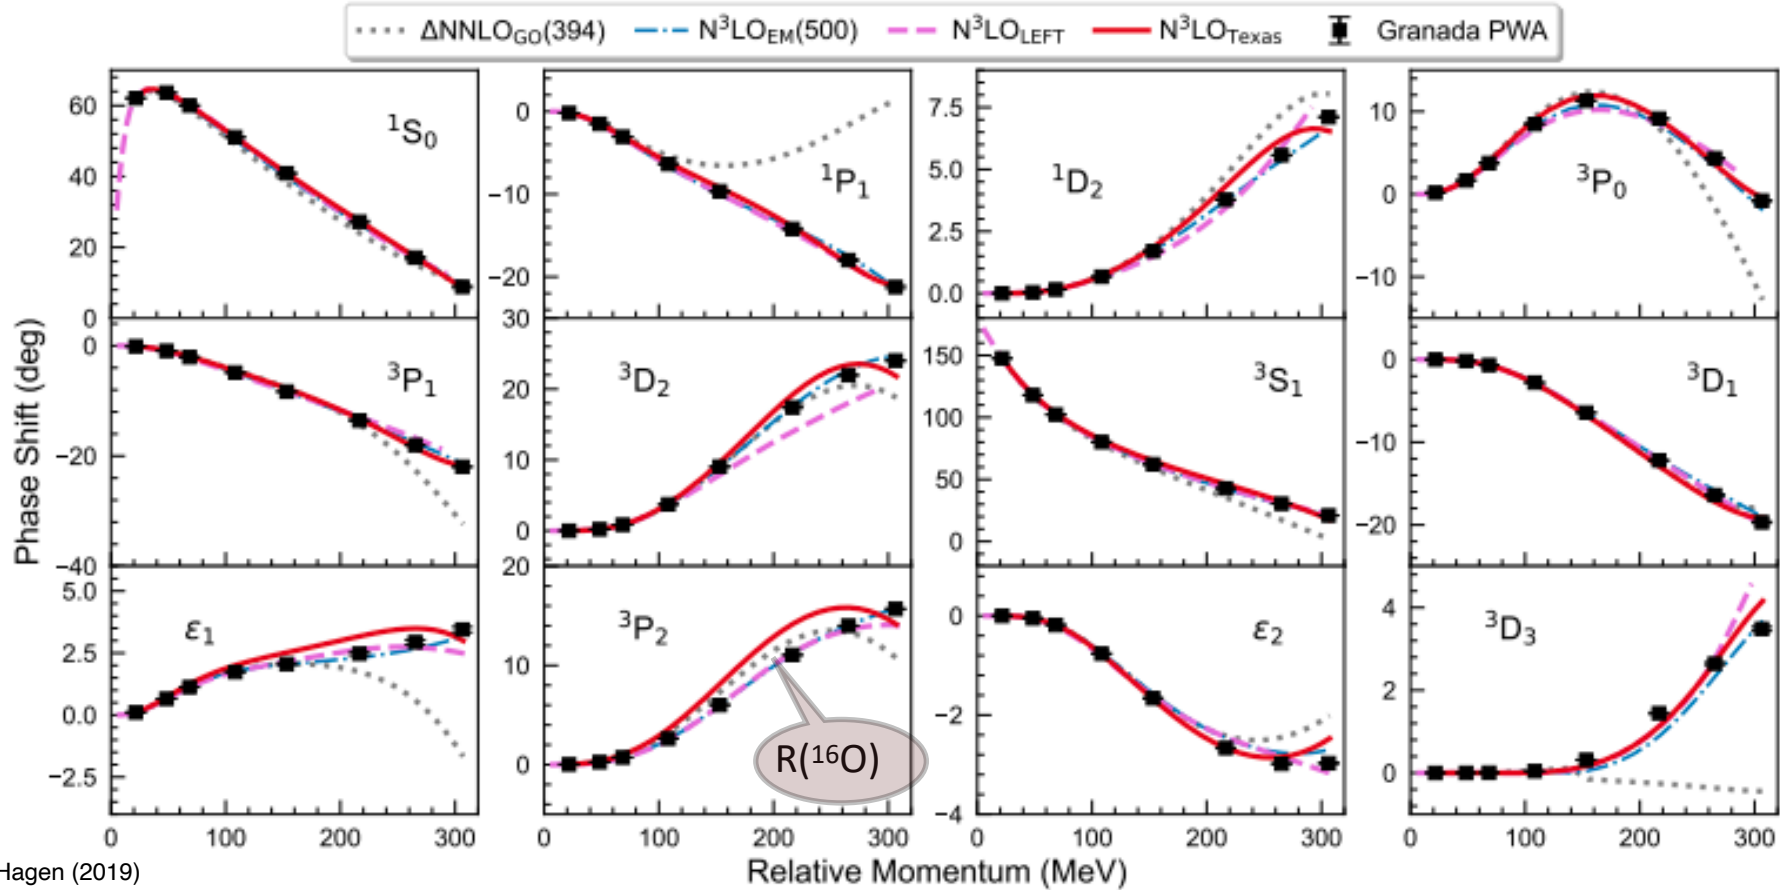 ΔNNLO_GO(394) N³LO_EM(500) N³LO_LEFT N³LO_Texas Granada PWA
60
40
20
0
¹S₀
0
−10
−20
30
¹P₁
7.5
5.0
2.5
0.0
¹D₂
10
0
−10
³P₀
0
−20
−40
³P₁
20
10
0
20
³D₂
150
100
50
0
³S₁
0
−10
−20
³D₁
5.0
2.5
0.0
−2.5
ε₁
10
0
³P₂
R(¹⁶O)
0
−2
−4
ε₂
4
2
0
³D₃
0 100 200 300 0 100 200 300 0 100 200 300 0 100 200 300
Phase Shift (deg)
Relative Momentum (MeV)
Hagen (2019)